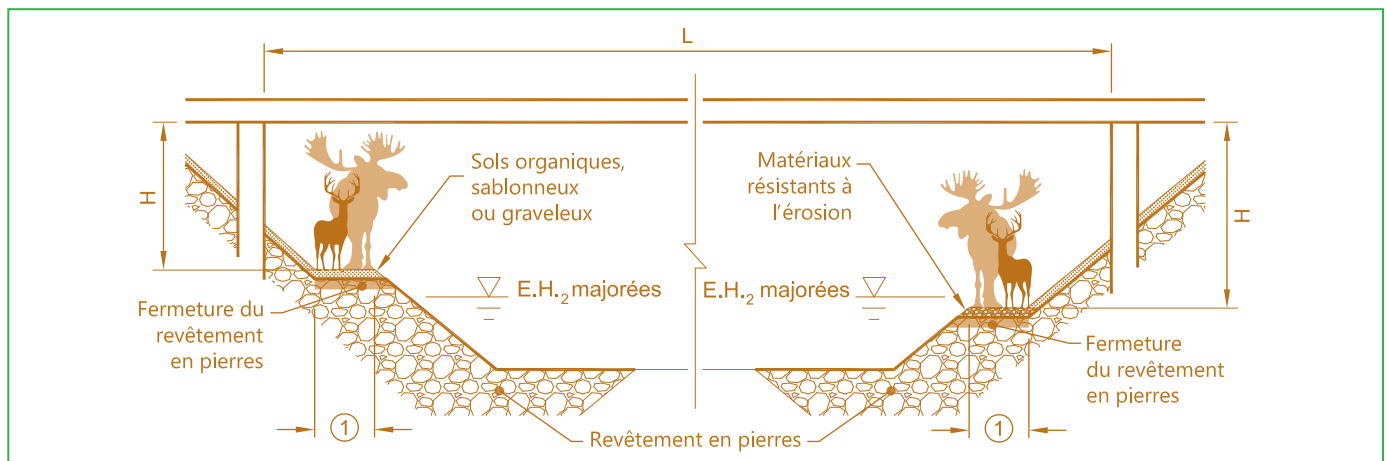 L
H
Sols organiques,
sablonneux
ou graveleux
Matériaux
résistants à
l'érosion
H
E.H.₂ majorées
E.H.₂ majorées
Fermeture du
revêtement
en pierres
Fermeture
du revêtement
en pierres
1
Revêtement en pierres
1